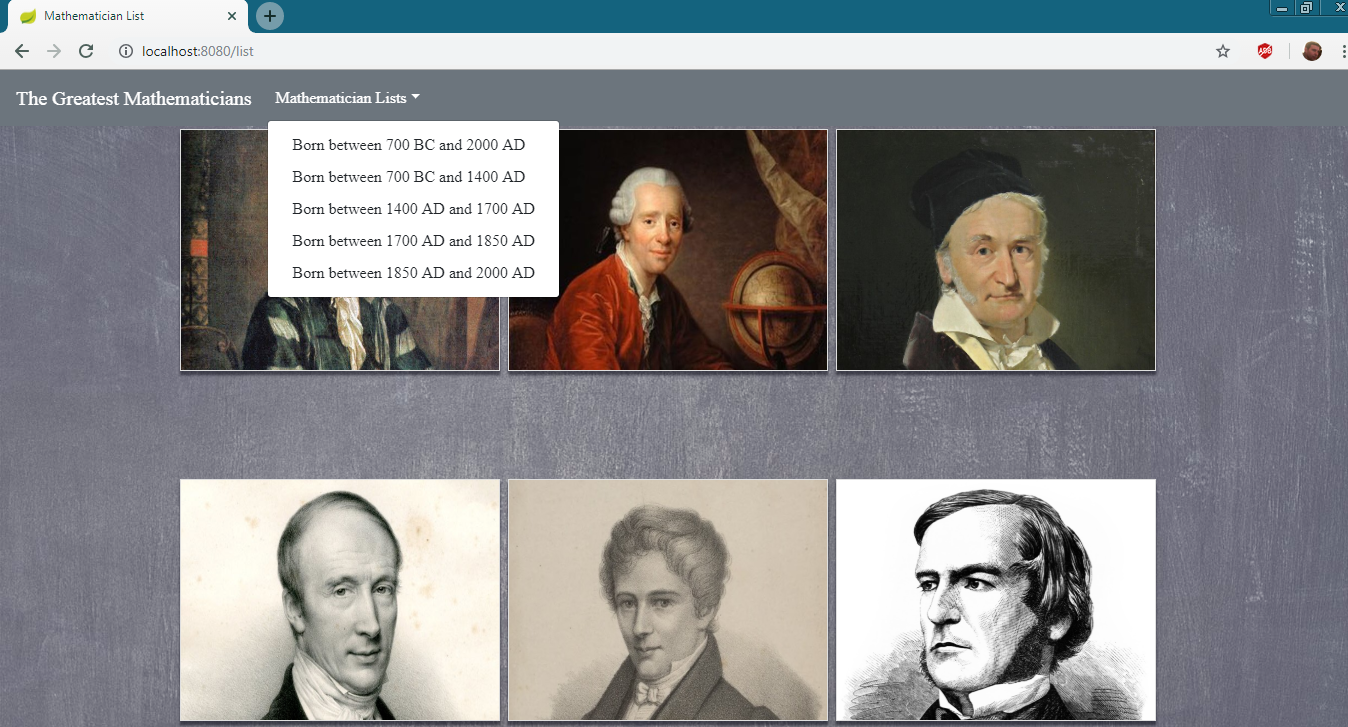 Mathematician List
localhost:8080/list
ABP
The Greatest Mathematicians
Mathematician Lists
Born between 700 BC and 2000 AD
Born between 700 BC and 1400 AD
Born between 1400 AD and 1700 AD
Born between 1700 AD and 1850 AD
Born between 1850 AD and 2000 AD